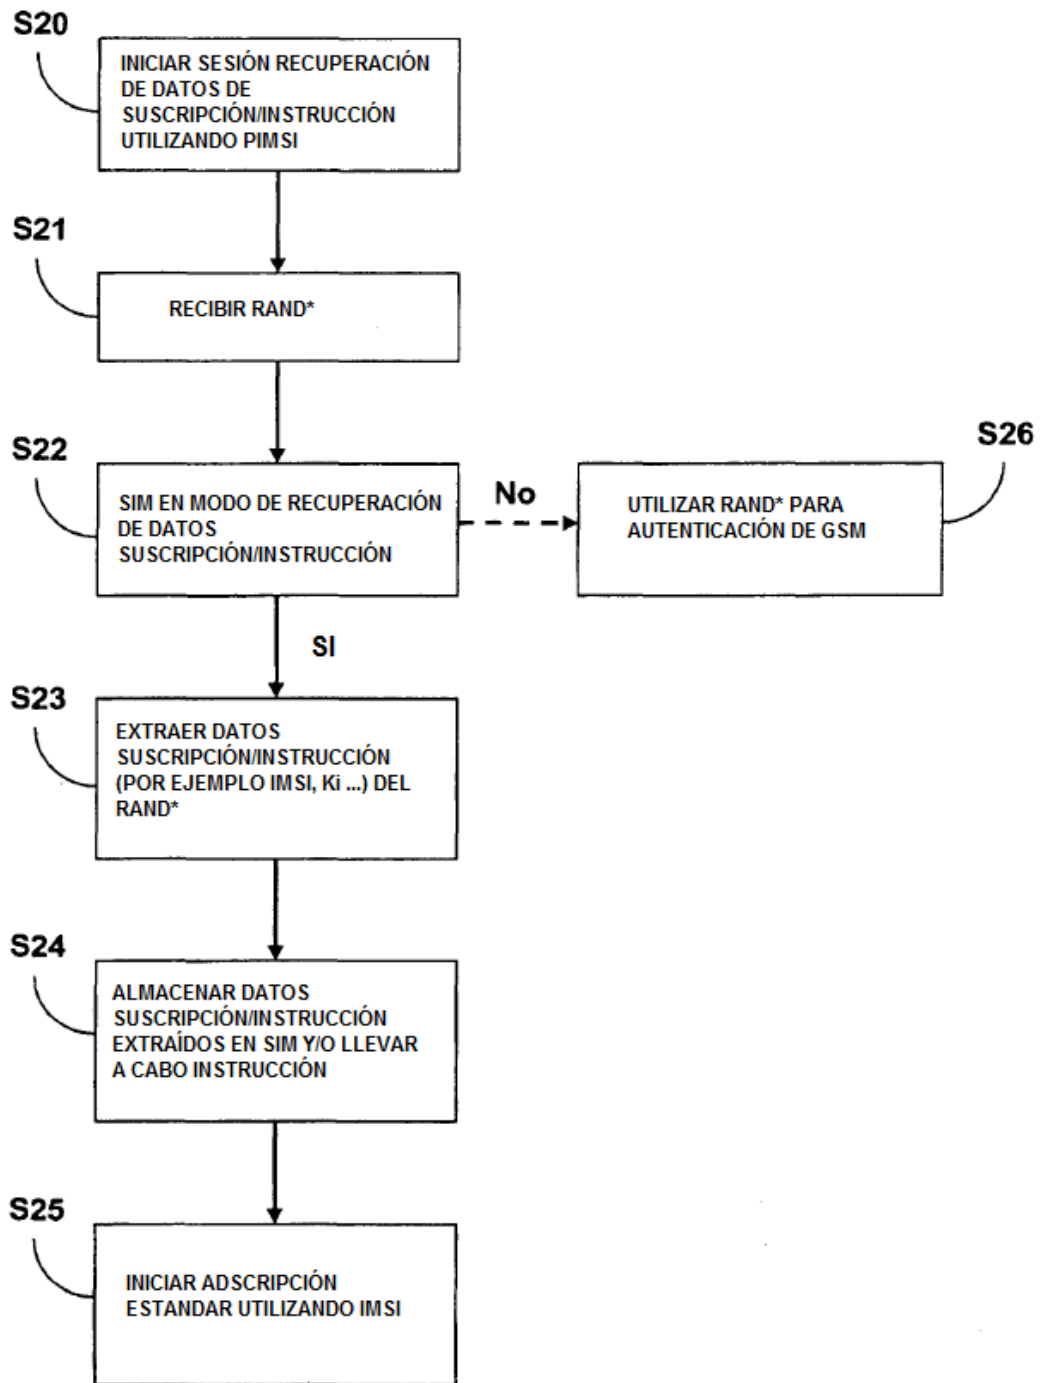 S20
INICIAR SESIÓN RECUPERACIÓN
DE DATOS DE
SUSCRIPCIÓN/INSTRUCCIÓN
UTILIZANDO PIMSI
S21
RECIBIR RAND*
S22
SIM EN MODO DE RECUPERACIÓN
DE DATOS
SUSCRIPCIÓN/INSTRUCCIÓN
No
S26
UTILIZAR RAND* PARA
AUTENTICACIÓN DE GSM
SI
S23
EXTRAER DATOS
SUSCRIPCIÓN/INSTRUCCIÓN
(POR EJEMPLO IMSI, Ki ...) DEL
RAND*
S24
ALMACENAR DATOS
SUSCRIPCIÓN/INSTRUCCIÓN
EXTRAÍDOS EN SIM Y/O LLEVAR
A CABO INSTRUCCIÓN
S25
INICIAR ADSCRIPCIÓN
ESTANDAR UTILIZANDO IMSI